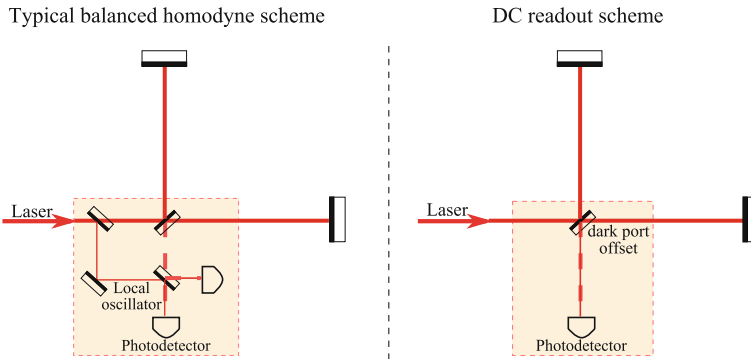 Typical balanced homodyne scheme
Laser
Local
oscillator
Photodetector
DC readout scheme
Laser
dark port
offset
Photodetector